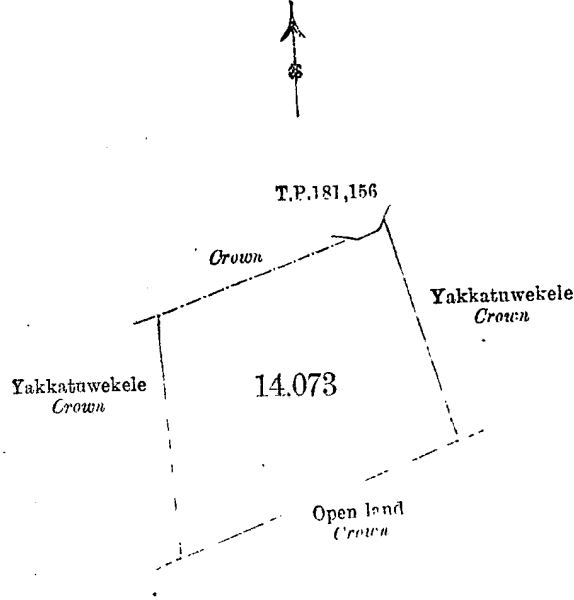 T.P.181,156
Crown
Yakkatuwekele
Crown
Yakkatuwekele
Crown
14.073
Open land
Crown